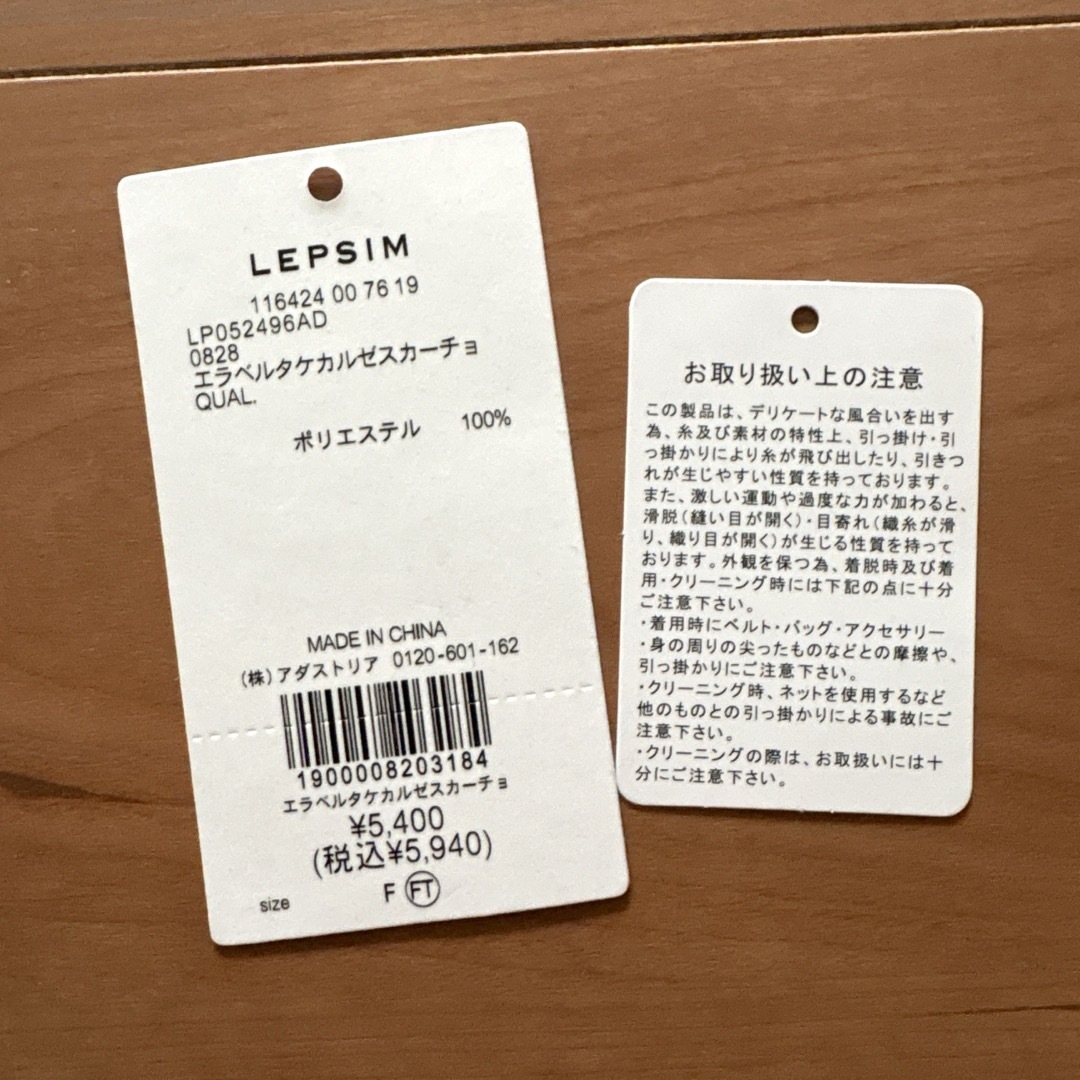 LEPSIM
116424 00 76 19
LP052496AD
0828
エラベルタケカルゼスカーチョ
QUAL.
ポリエステル 100%
MADE IN CHINA
(株)アダストリア 0120-601-162
1900008203184
エラベルタケカルゼスカーチョ
¥5,400
(税込¥5,940)
size F FT
お取り扱い上の注意
この製品は、デリケートな風合いを出す
為、糸及び素材の特性上、引っ掛け・引
っ掛かりにより糸が飛び出したり、引きつ
れが生じやすい性質を持っております。
また、激しい運動や過度な力が加わると、
滑脱(縫い目が開く)・目寄れ(織糸が滑
り、織り目が開く)が生じる性質を持って
おります。外観を保つ為、着脱時及び着
用・クリーニング時には下記の点に十分
ご注意下さい。
・着用時にベルト・バッグ・アクセサリー
・身の周りの尖ったものなどとの摩擦や、
引っ掛かりにご注意下さい。
・クリーニング時、ネットを使用するなど
他のものとの引っ掛かりによる事故にご
注意下さい。
・クリーニングの際は、お取扱いには十
分にご注意下さい。